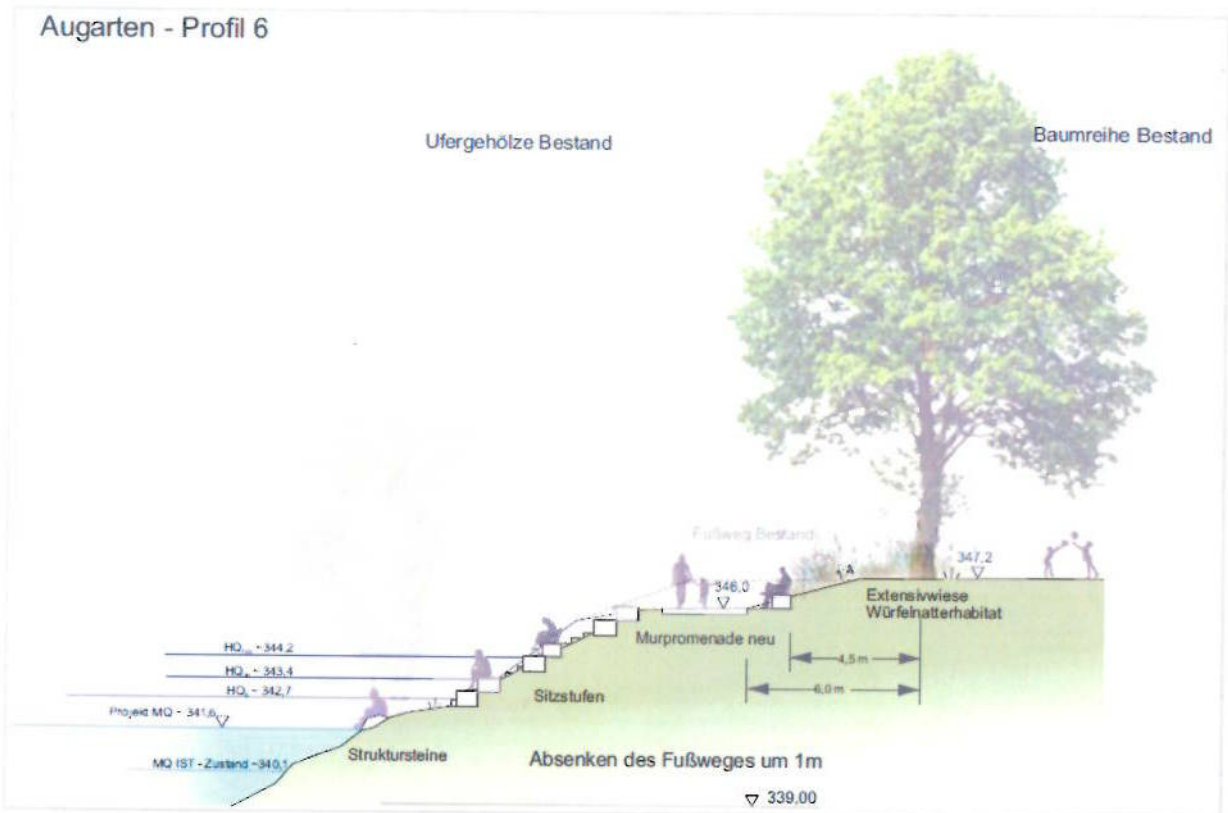 Augarten - Profil 6
Ufergehölze Bestand
Baumreihe Bestand
Fußweg Bestand
346,0
347,2
Extensivwiese
Würfelnatterhabitat
Murpromenade neu
4,5 m
6,0 m
HQ - 344,2
HQ - 343,4
HQ - 342,7
Sitzstufen
Projekt MQ - 341,6
Struktursteine
MQ IST - Zustand -340,1
Absenken des Fußweges um 1m
339,00